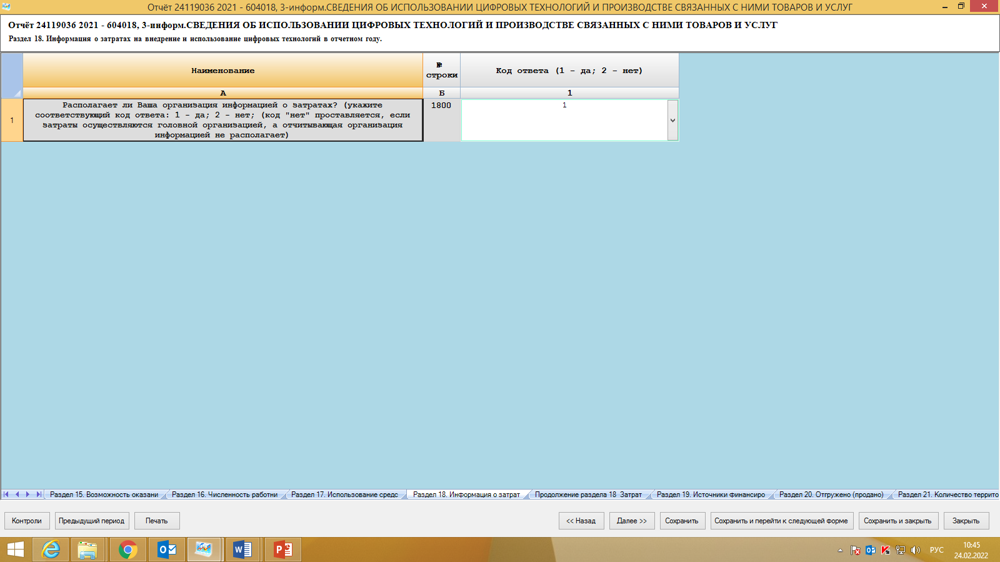 Отчёт 24119036 2021 - 604018, 3-информ.СВЕДЕНИЯ ОБ ИСПОЛЬЗОВАНИИ ЦИФРОВЫХ ТЕХНОЛОГИЙ И ПРОИЗВОДСТВЕ СВЯЗАННЫХ С НИМИ ТОВАРОВ И УСЛУГ
Отчёт 24119036 2021 - 604018, 3-информ.СВЕДЕНИЯ ОБ ИСПОЛЬЗОВАНИИ ЦИФРОВЫХ ТЕХНОЛОГИЙ И ПРОИЗВОДСТВЕ СВЯЗАННЫХ С НИМИ ТОВАРОВ И УСЛУГ
Раздел 18. Информация о затратах на внедрение и использование цифровых технологий в отчетном году.
Наименование
№
строки
Код ответа (1 - да; 2 - нет)
А Б 1
1
Располагает ли Ваша организация информацией о затратах? (укажите
соответствующий код ответа: 1 - да; 2 - нет; (код "нет" проставляется, если
затраты осуществляются головной организацией, а отчитывающая организация
информацией не располагает)
1800
1
Раздел 15. Возможность оказани Раздел 16. Численность работни Раздел 17. Использование средс Раздел 18. Информация о затрат Продолжение раздела 18 Затрат Раздел 19. Источники финансиро Раздел 20. Отгружено (продано) Раздел 21. Количество террито
Контроли Предыдущий период Печать << Назад Далее >> Сохранить Сохранить и перейти к следующей форме Сохранить и закрыть Закрыть
РУС
10:45
24.02.2022